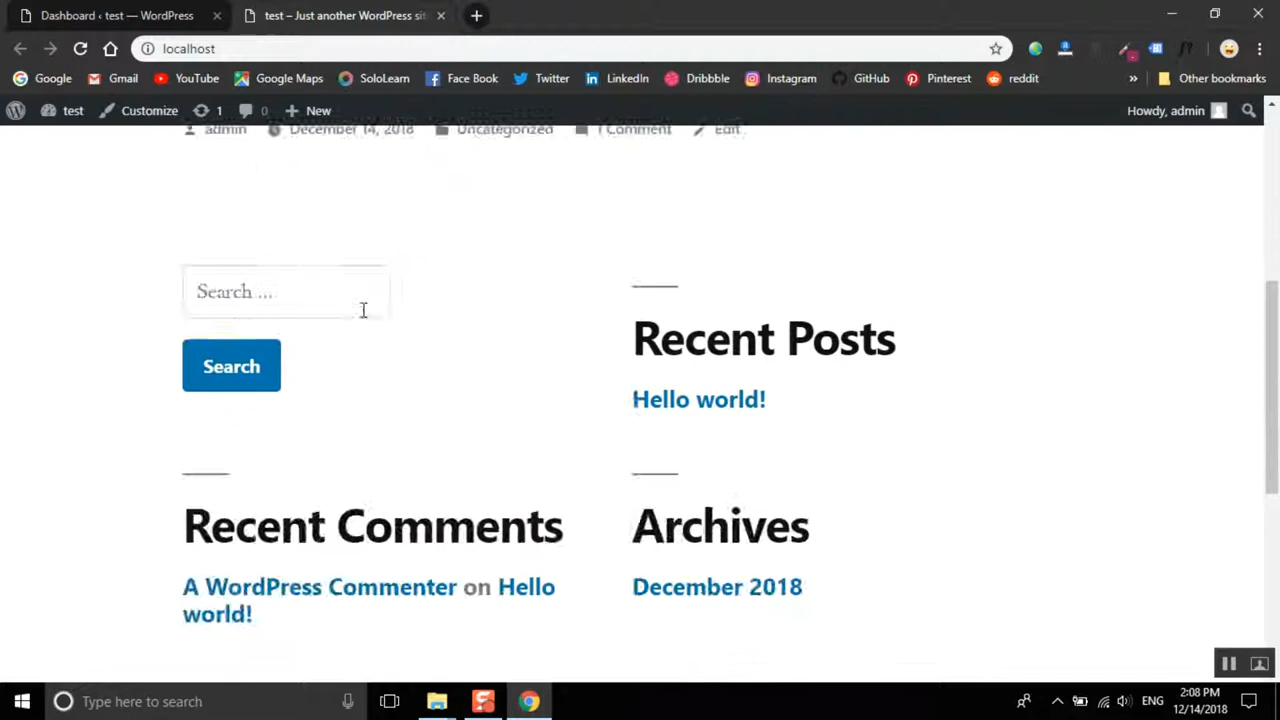 Dashboard ‹ test — WordPress
test – Just another WordPress sit
localhost
Google
Gmail
YouTube
Google Maps
SoloLearn
Face Book
Twitter
LinkedIn
Dribbble
Instagram
GitHub
Pinterest
reddit
»
Other bookmarks
test
Customize
1
0
New
Howdy, admin
admin
December 14, 2018
Uncategorized
1 Comment
Edit
Search ...
Search
Recent Posts
Hello world!
Recent Comments
A WordPress Commenter on Hello
world!
Archives
December 2018
Type here to search
ENG
2:08 PM
12/14/2018